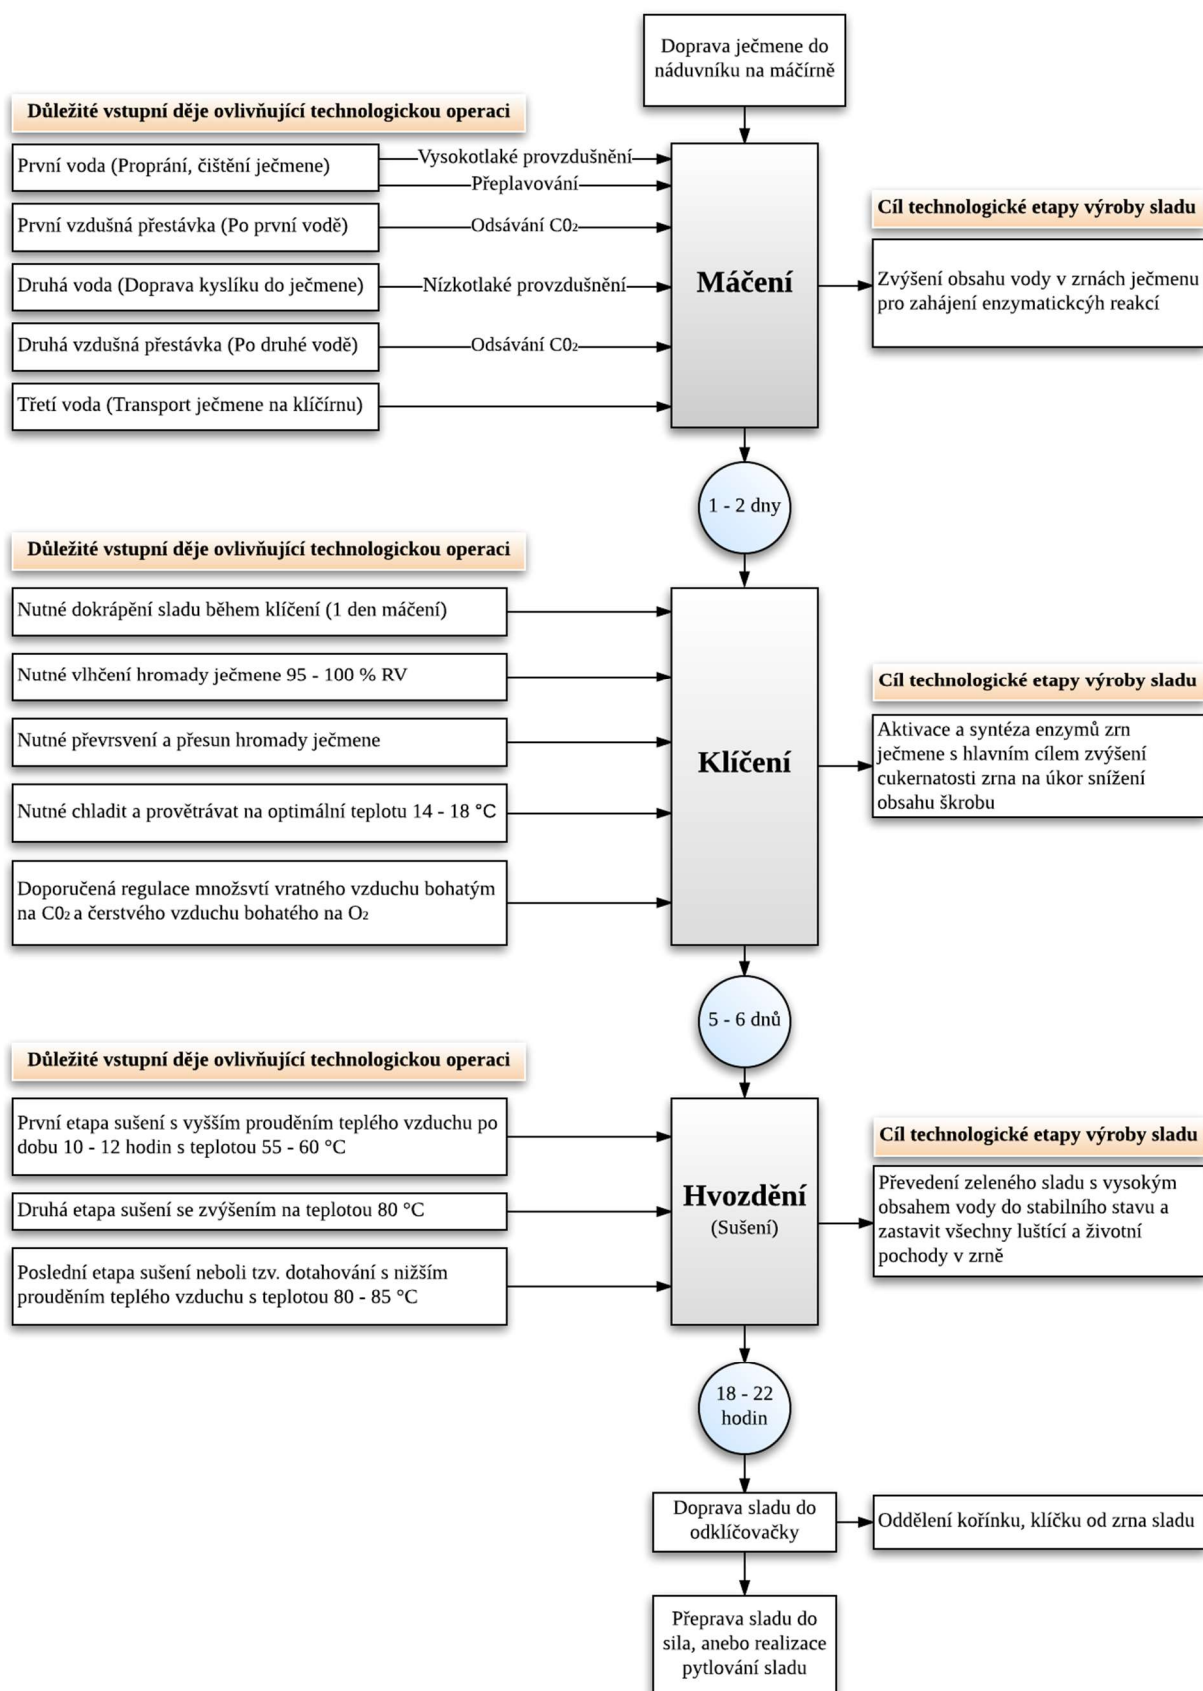 Doprava ječmene do
náduvníku na máčírně
Důležité vstupní děje ovlivňující technologickou operaci
První voda (Proprání, čištění ječmene)
Vysokotlaké provzdušnění
Přeplavování
První vzdušná přestávka (Po první vodě)
Odsávání C0₂
Druhá voda (Doprava kyslíku do ječmene)
Nízkotlaké provzdušnění
Druhá vzdušná přestávka (Po druhé vodě)
Odsávání C0₂
Třetí voda (Transport ječmene na klíčírnu)
Máčení
Cíl technologické etapy výroby sladu
Zvýšení obsahu vody v zrnách ječmenu
pro zahájení enzymatickcýh reakcí
1 - 2 dny
Důležité vstupní děje ovlivňující technologickou operaci
Nutné dokrápění sladu během klíčení (1 den máčení)
Nutné vlhčení hromady ječmene 95 - 100 % RV
Nutné převrsvení a přesun hromady ječmene
Nutné chladit a provětrávat na optimální teplotu 14 - 18 °C
Doporučená regulace množsvtí vratného vzduchu bohatým
na C0₂ a čerstvého vzduchu bohatého na O₂
Klíčení
Cíl technologické etapy výroby sladu
Aktivace a syntéza enzymů zrn
ječmene s hlavním cílem zvýšení
cukernatosti zrna na úkor snížení
obsahu škrobu
5 - 6 dnů
Důležité vstupní děje ovlivňující technologickou operaci
První etapa sušení s vyšším prouděním teplého vzduchu po
dobu 10 - 12 hodin s teplotou 55 - 60 °C
Druhá etapa sušení se zvýšením na teplotou 80 °C
Poslední etapa sušení neboli tzv. dotahování s nižším
prouděním teplého vzduchu s teplotou 80 - 85 °C
Hvozdění
(Sušení)
Cíl technologické etapy výroby sladu
Převedení zeleného sladu s vysokým
obsahem vody do stabilního stavu a
zastavit všechny luštící a životní
pochody v zrně
18 - 22
hodin
Doprava sladu do
odklíčovačky
Oddělení kořínku, klíčku od zrna sladu
Přeprava sladu do
sila, anebo realizace
pytlování sladu